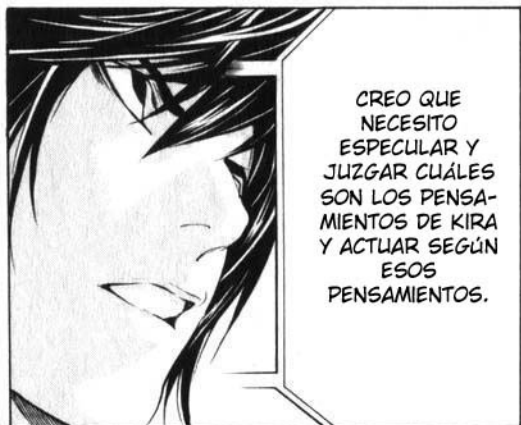 CREO QUE
NECESITO
ESPECULAR Y
JUZGAR CUÁLES
SON LOS PENSA-
MIENTOS DE KIRA
Y ACTUAR SEGÚN
ESOS
PENSAMIENTOS.